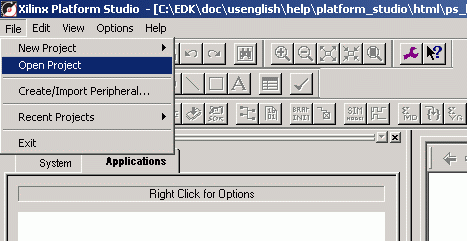 Xilinx Platform Studio - [C:\EDK\doc\usenglish\help\platform_studio\html\ps_
File Edit View Options Help
New Project
Open Project
Create/Import Peripheral...
Recent Projects
Exit
System Applications
Right Click for Options